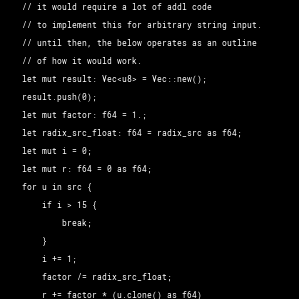 // it would require a lot of addl code
// to implement this for arbitrary string input.
// until then, the below operates as an outline
// of how it would work.
let mut result: Vec<u8> = Vec::new();
result.push(0);
let mut factor: f64 = 1.;
let radix_src_float: f64 = radix_src as f64;
let mut i = 0;
let mut r: f64 = 0 as f64;
for u in src {
if i > 15 {
break;
}
i += 1;
factor /= radix_src_float;
r += factor * (u.clone() as f64)